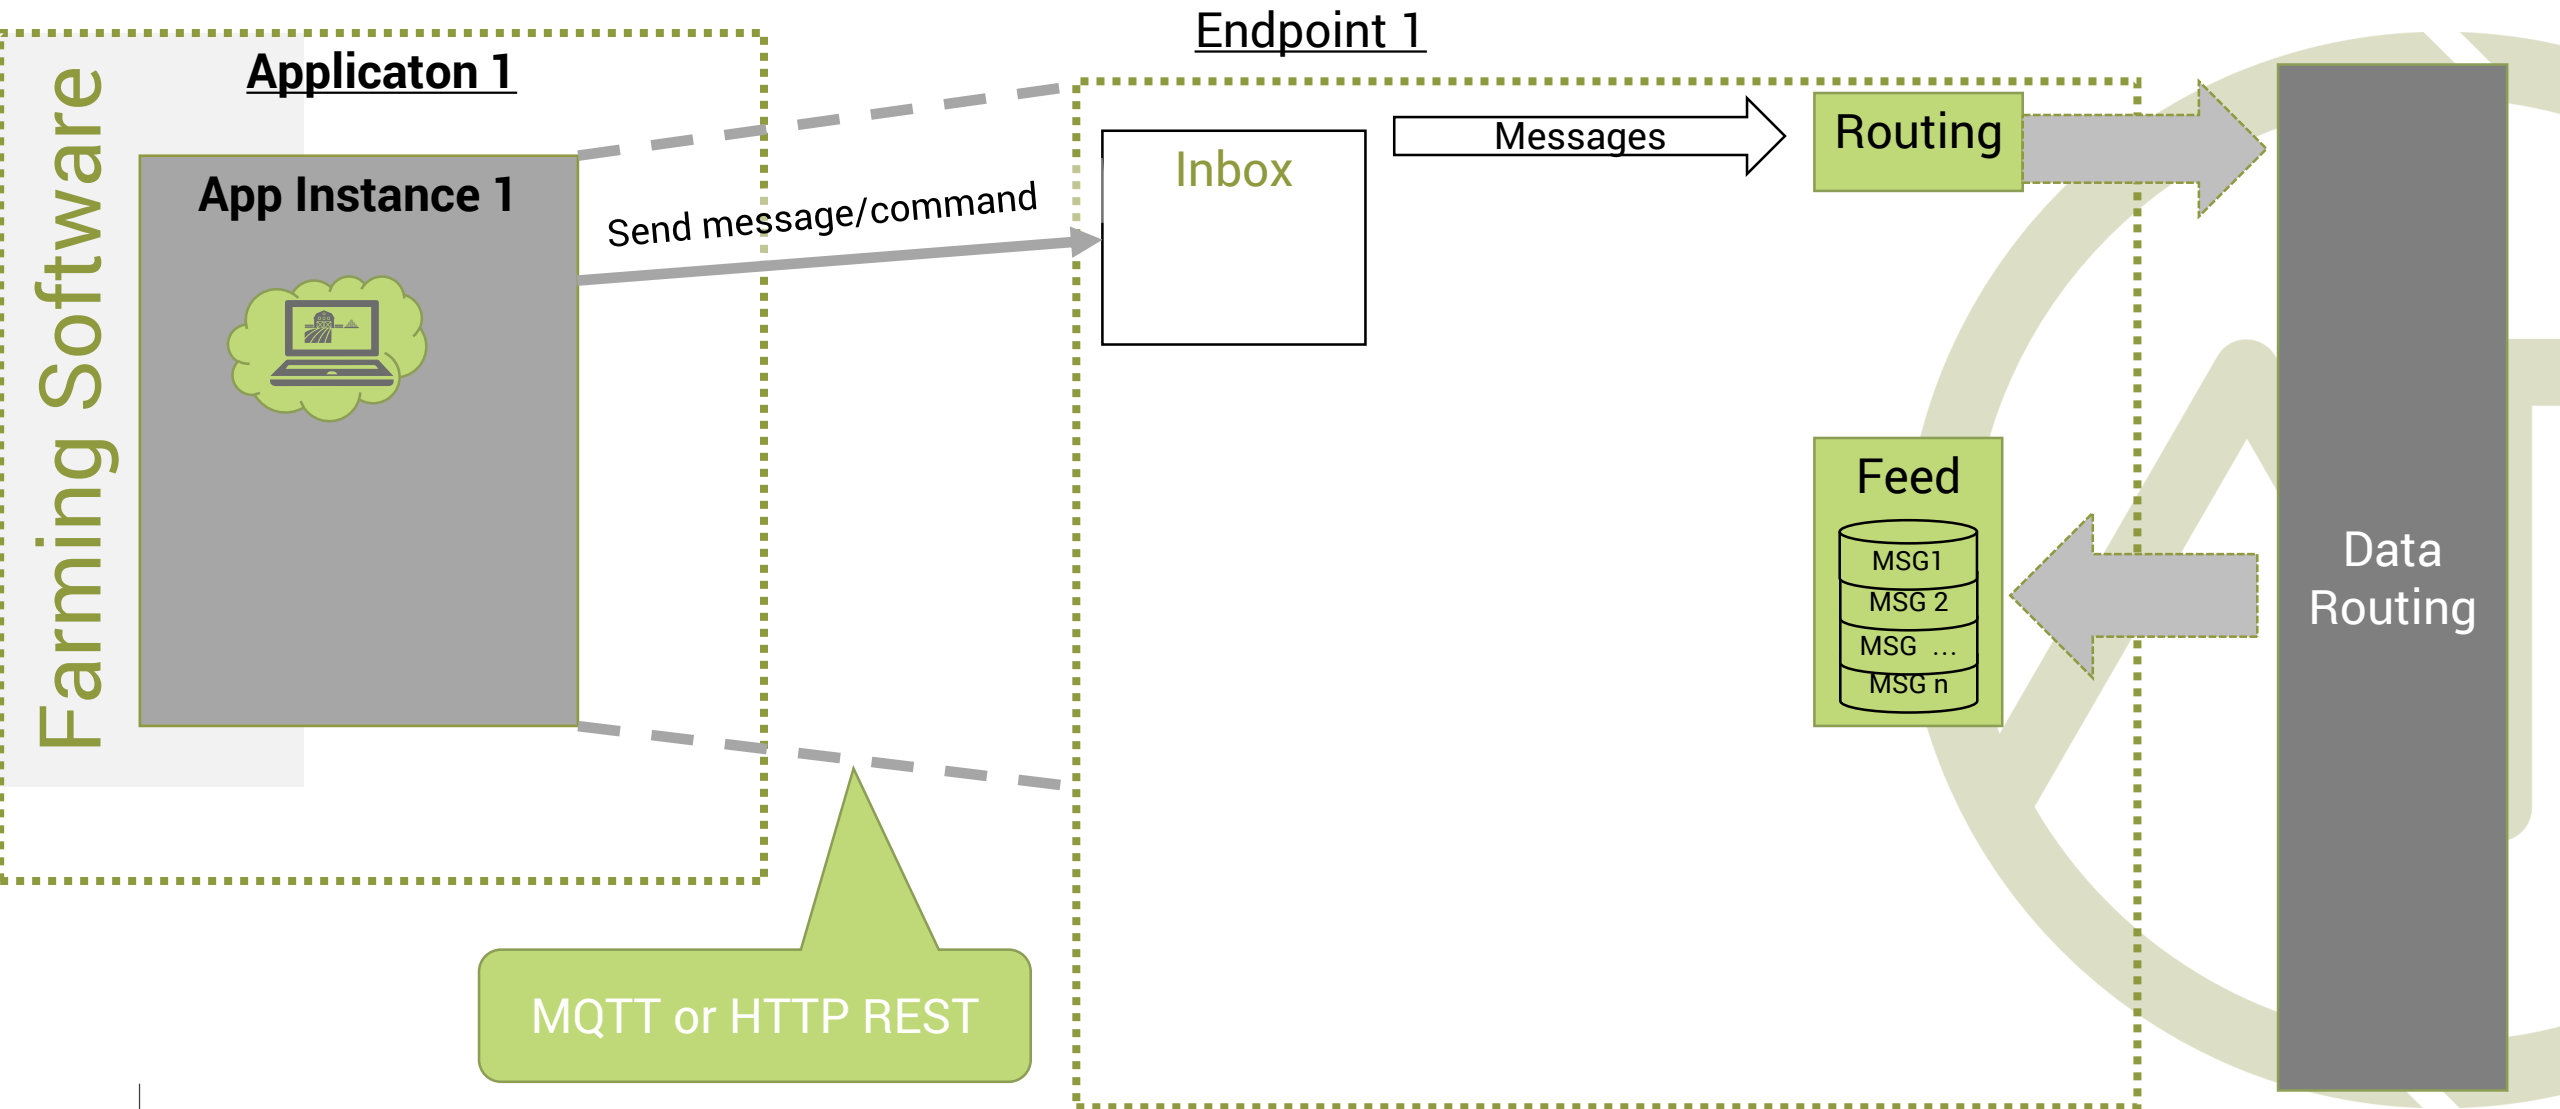 Endpoint 1
Applicaton 1
Farming Software
App Instance 1
Send message/command
Inbox
Messages
Routing
Feed
MSG1
MSG 2
MSG ...
MSG n
Data
Routing
MQTT or HTTP REST